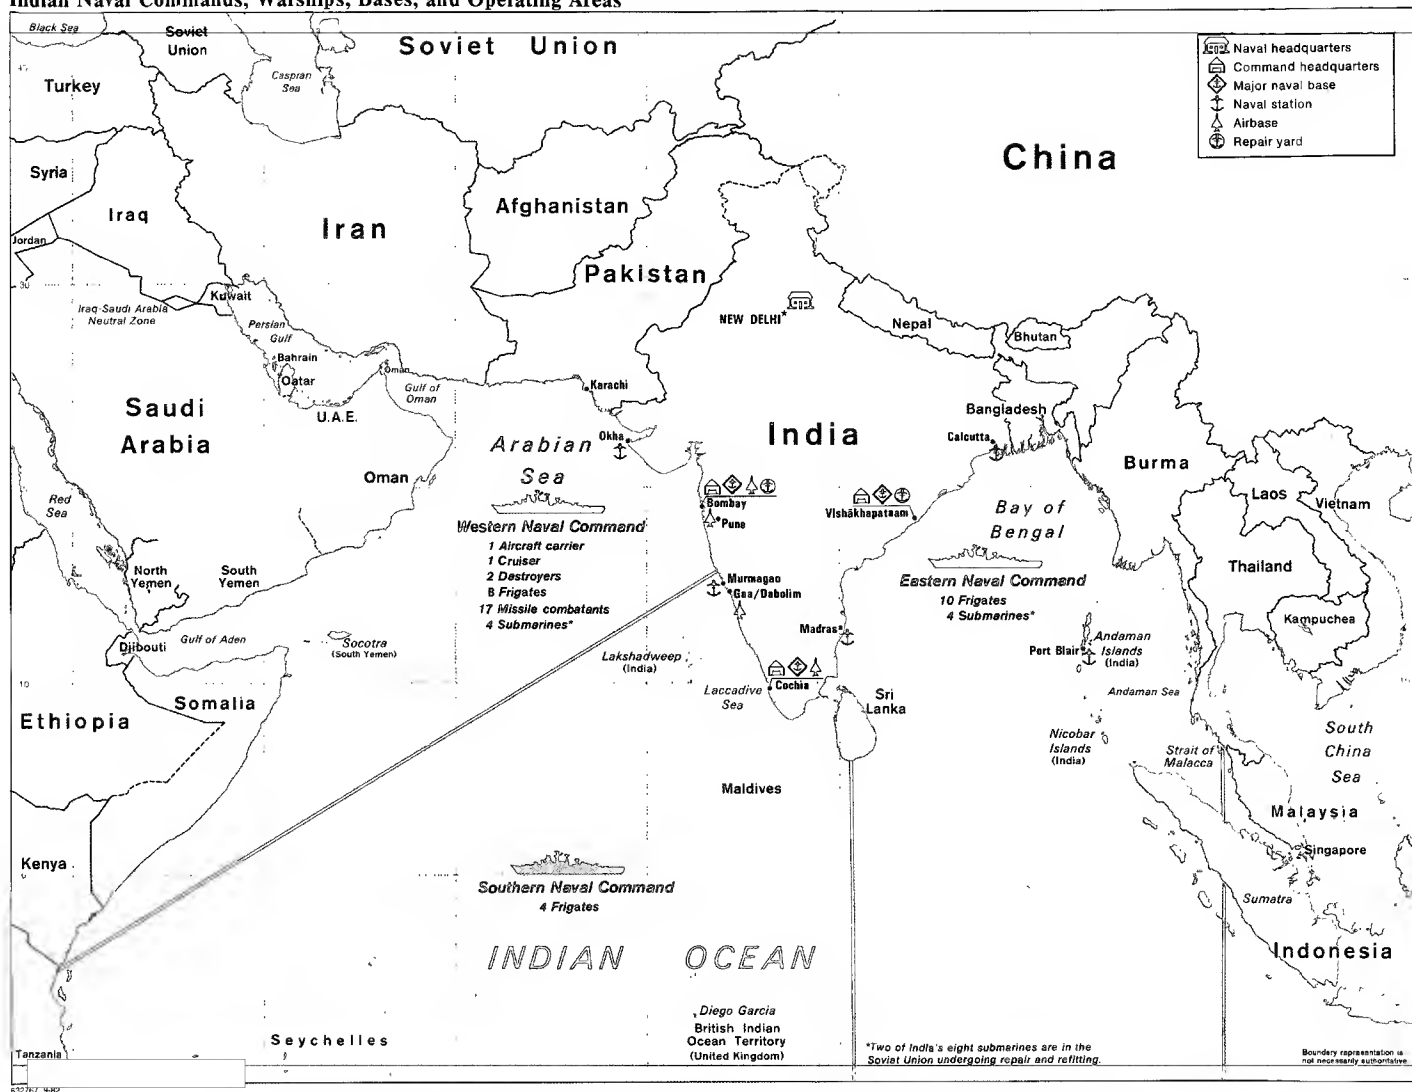 Indian Naval Commands, Warships, Bases, and Operating Areas
Black Sea
Soviet
Union
Soviet Union
Caspian
Sea
Turkey
Naval headquarters
Command headquarters
Major naval base
Naval station
Airbase
Repair yard
China
Syria
Iraq
Jordan
Iran
Afghanistan
Pakistan
30
Kuwait
Iraq-Saudi Arabia
Neutral Zone
Persian
Gulf
NEW DELHI*
Nepal
Bhutan
Bahrain
Qatar
Oman
Gulf of
Oman
Karachi
U.A.E.
Saudi
Arabia
Bangladesh
India
Arabian
Sea
Okha
Calcutta
Burma
Oman
Red
Sea
Laos
Vietnam
Bombay
Pune
Vishākhapatnam
Bay of
Bengal
Western Naval Command
1 Aircraft carrier
1 Cruiser
2 Destroyers
8 Frigates
17 Missile combatants
4 Submarines*
North
Yemen
South
Yemen
Thailand
Eastern Naval Command
10 Frigates
4 Submarines*
Murmagao
Goa/Dabolim
Kampuchea
Madras
Djibouti
Gulf of Aden
Socotra
(South Yemen)
Lakshadweep
(India)
Port Blair
Andaman
Islands
(India)
Cochin
10
Laccadive
Sea
Sri
Lanka
Andaman Sea
Somalia
Ethiopia
Nicobar
Islands
(India)
Strait of
Malacca
South
China
Sea
Maldives
Malaysia
Kenya
Singapore
Southern Naval Command
4 Frigates
Sumatra
INDIAN OCEAN
Indonesia
Diego Garcia
British Indian
Ocean Territory
(United Kingdom)
Seychelles
Tanzania
*Two of India's eight submarines are in the
Soviet Union undergoing repair and refitting.
Boundary representation is
not necessarily authoritative.
632767 9-82